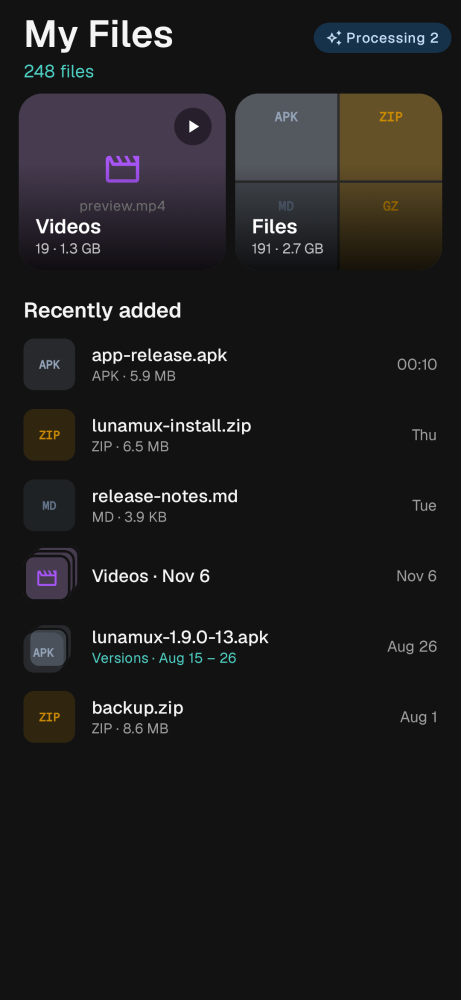 My Files
Processing 2
248 files
APK
ZIP
preview.mp4
MD
GZ
Videos
Files
19 · 1.3 GB
191 · 2.7 GB
Recently added
APK
app-release.apk
APK · 5.9 MB
00:10
ZIP
lunamux-install.zip
ZIP · 6.5 MB
Thu
MD
release-notes.md
MD · 3.9 KB
Tue
Videos · Nov 6
Nov 6
APK
lunamux-1.9.0-13.apk
Versions · Aug 15 – 26
Aug 26
ZIP
backup.zip
ZIP · 8.6 MB
Aug 1